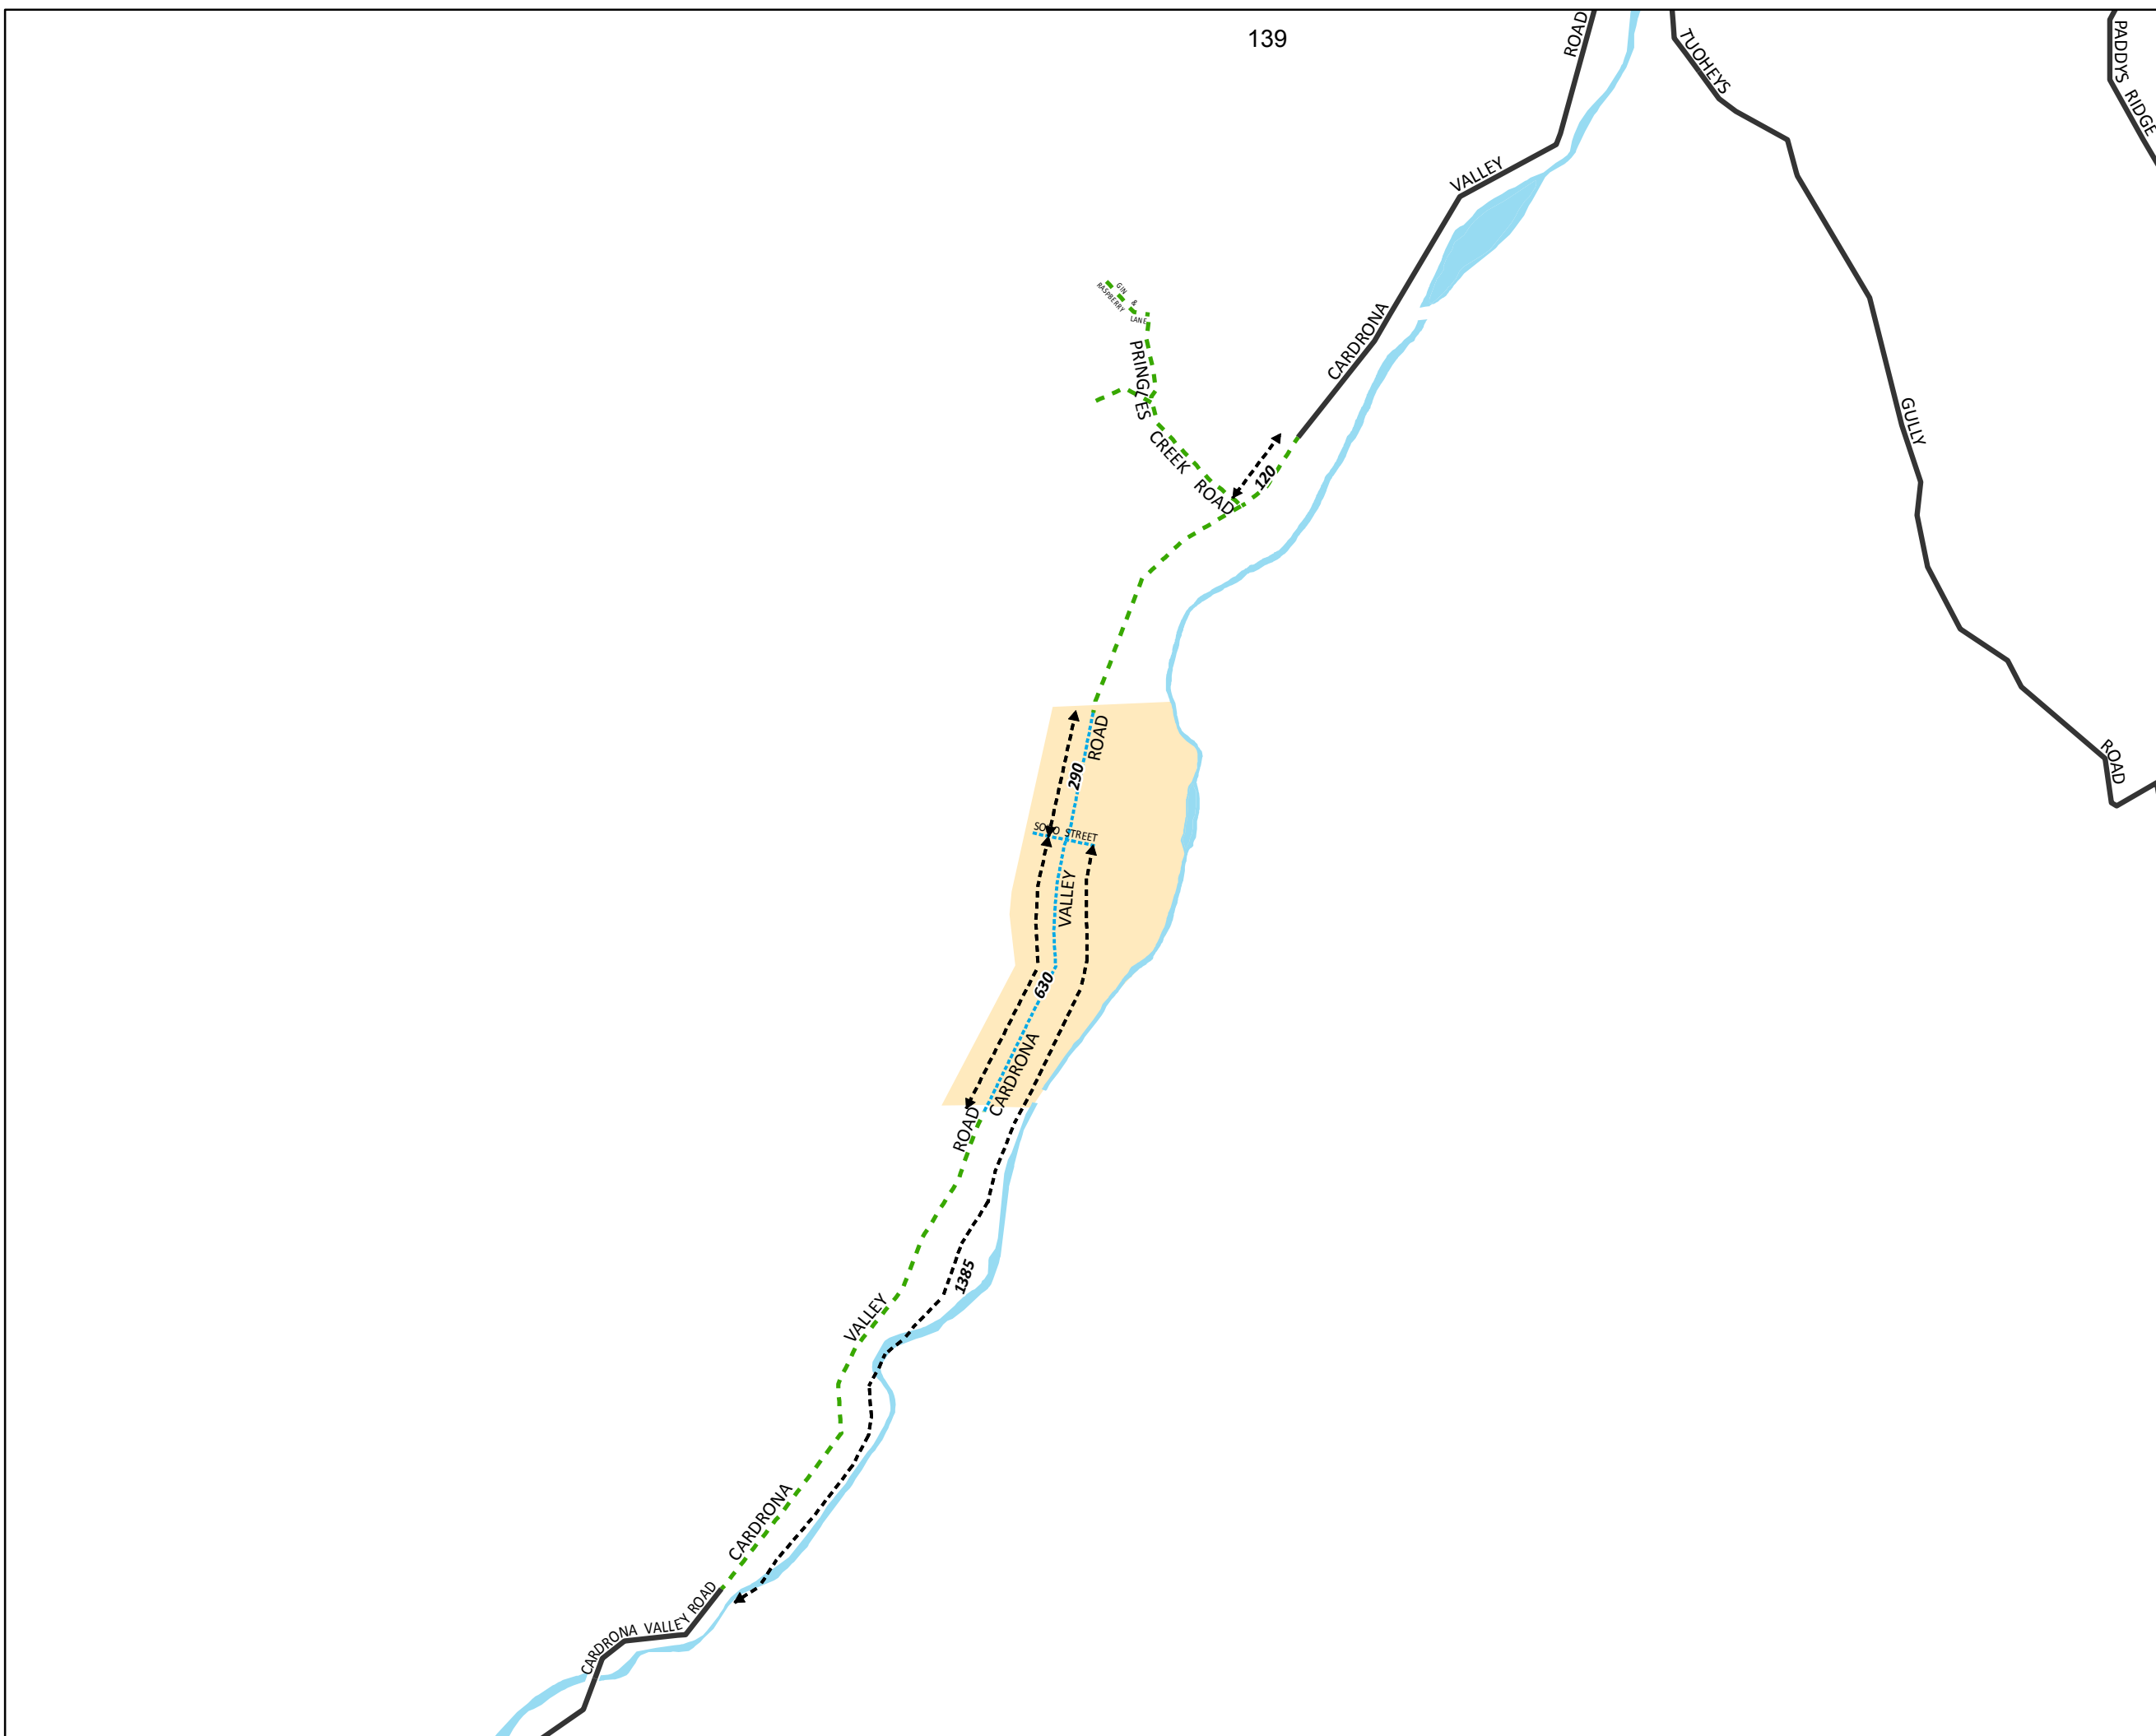 139
ROAD
VALLEY
CARDRONA
TUOHEYS
GULLY
ROAD
PADDYS RIDGE
GIN &
RASPBERRY
LANE
PRINGLES CREEK ROAD
120
ROAD
290
SOHO STREET
VALLEY
630
CARDRONA
ROAD
1385
VALLEY
CARDRONA
CARDRONA VALLEY ROAD